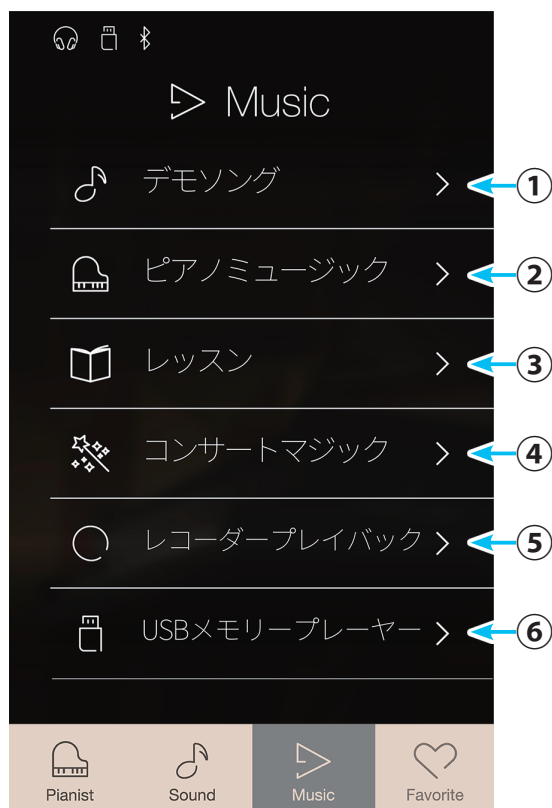 Music
デモソング
①
ピアノミュージック
②
レッスン
③
コンサートマジック
④
レコーダープレイバック
⑤
USBメモリープレーヤー
⑥
Pianist Sound Music Favorite